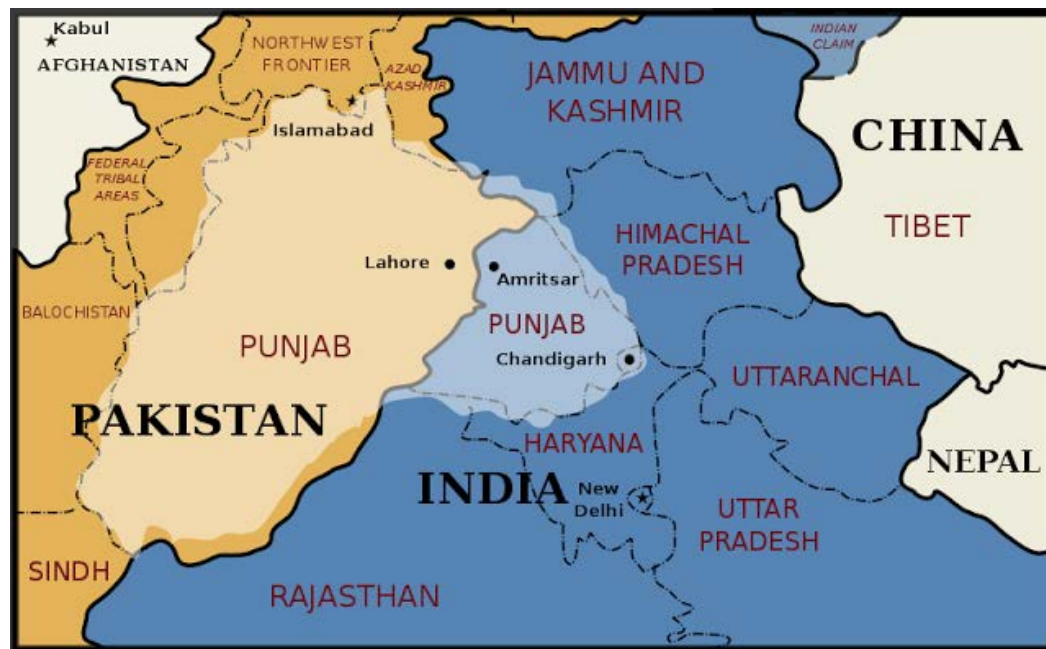 Kabul
AFGHANISTAN
NORTHWEST
FRONTIER
AZAD
KASHMIR
INDIAN
CLAIM
JAMMU AND
KASHMIR
CHINA
TIBET
Islamabad
FEDERAL
TRIBAL
AREAS
HIMACHAL
PRADESH
Lahore
Amritsar
BALOCHISTAN
PUNJAB
PUNJAB
Chandigarh
UTTARANCHAL
PAKISTAN
HARYANA
NEPAL
INDIA
New
Delhi
UTTAR
PRADESH
SINDH
RAJASTHAN